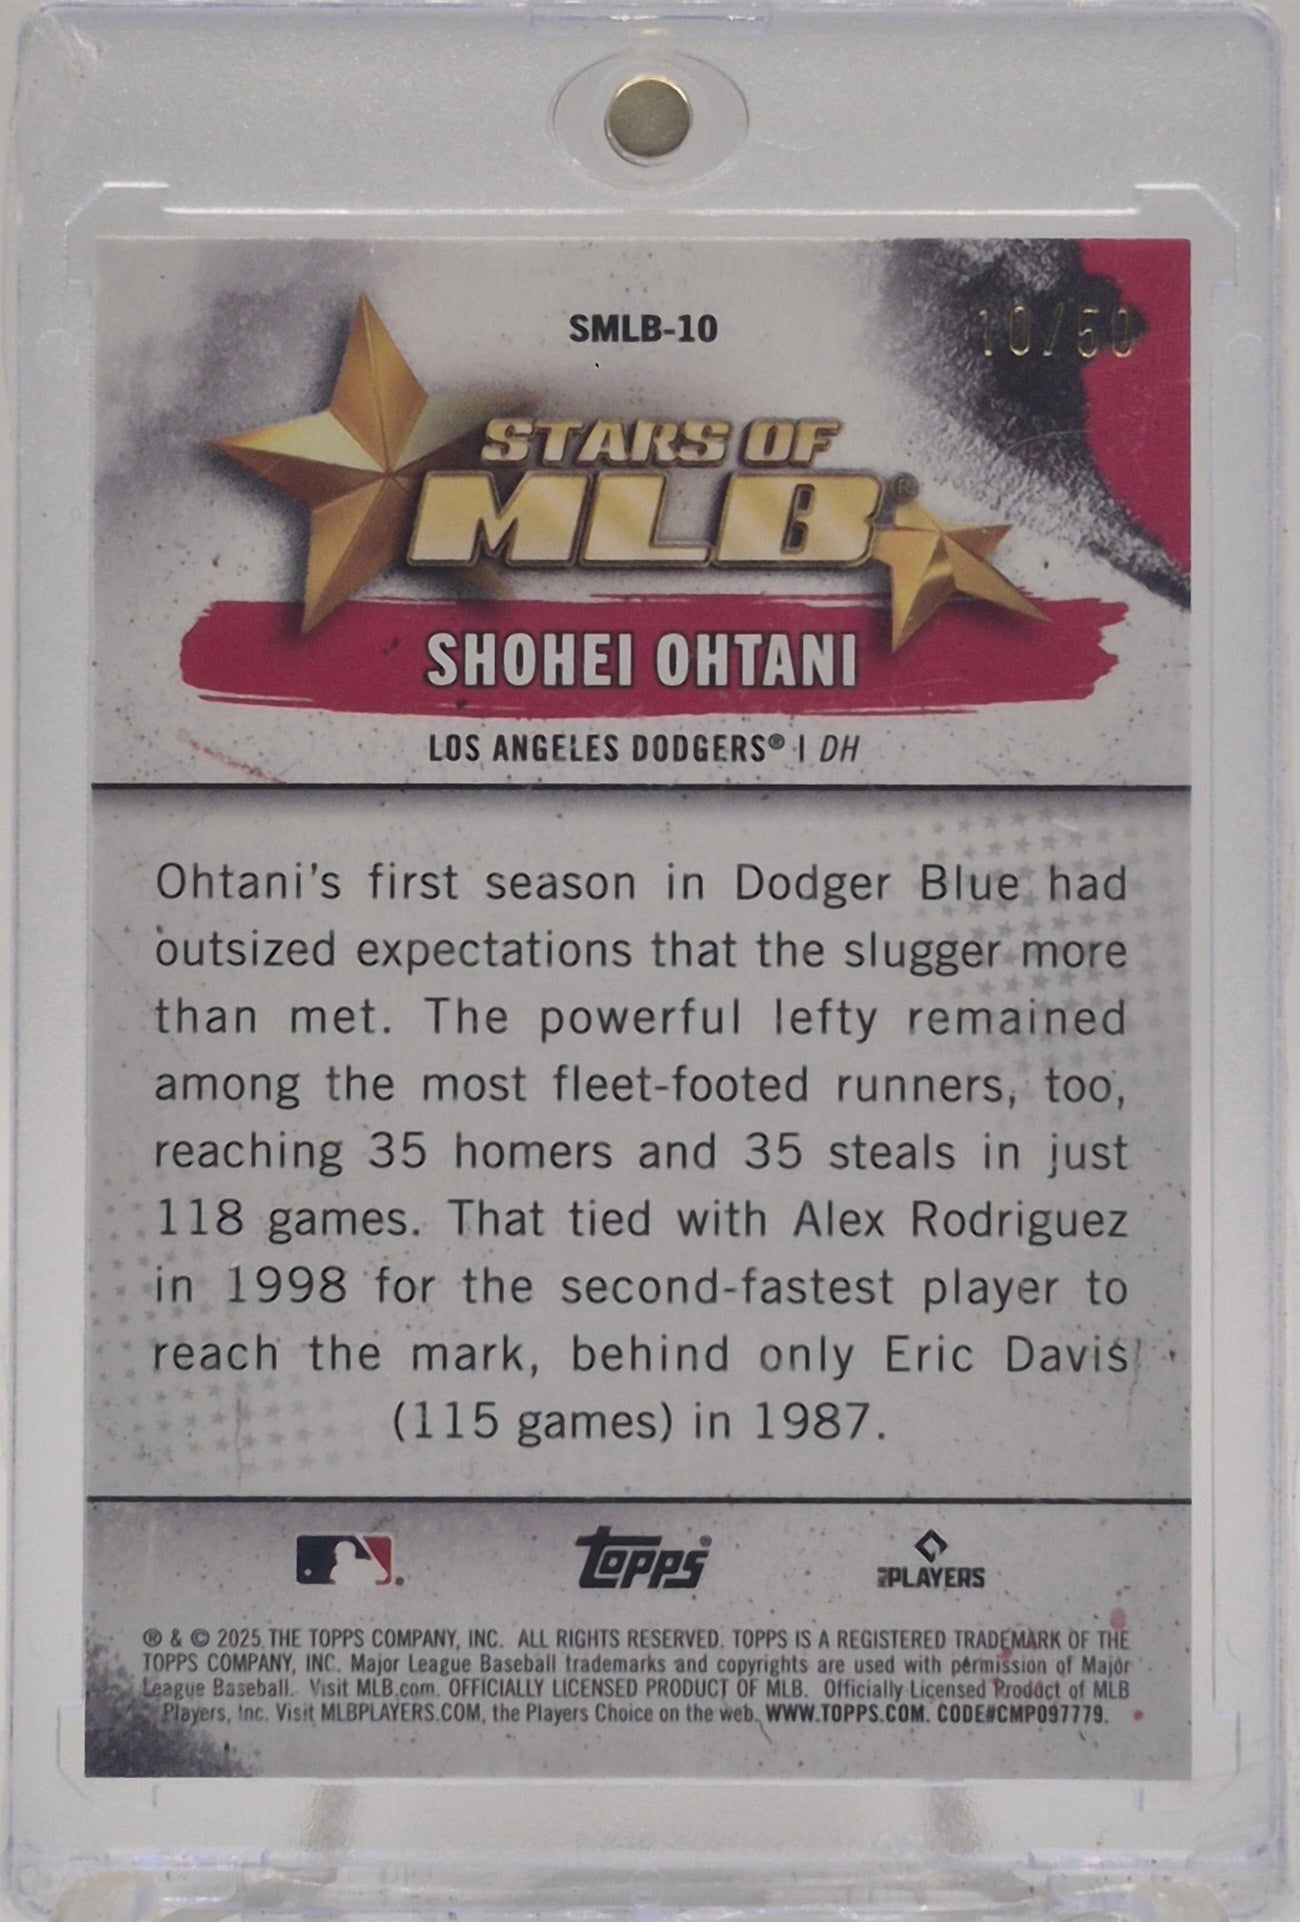 SMLB-10
10/50
STARS OF
MLB®
SHOHEI OHTANI
LOS ANGELES DODGERS® | DH
Ohtani's first season in Dodger Blue had
outsized expectations that the slugger more
than met. The powerful lefty remained
among the most fleet-footed runners, too,
reaching 35 homers and 35 steals in just
118 games. That tied with Alex Rodriguez
in 1998 for the second-fastest player to
reach the mark, behind only Eric Davis
(115 games) in 1987.
Topps® PLAYERS
® & © 2025 THE TOPPS COMPANY, INC. ALL RIGHTS RESERVED. TOPPS IS A REGISTERED TRADEMARK OF THE
TOPPS COMPANY, INC. Major League Baseball trademarks and copyrights are used with permission of Major
League Baseball. Visit MLB.com. OFFICIALLY LICENSED PRODUCT OF MLB. Officially Licensed Product of MLB
Players, Inc. Visit MLBPLAYERS.COM, the Players Choice on the web. WWW.TOPPS.COM. CODE#CMP097779.